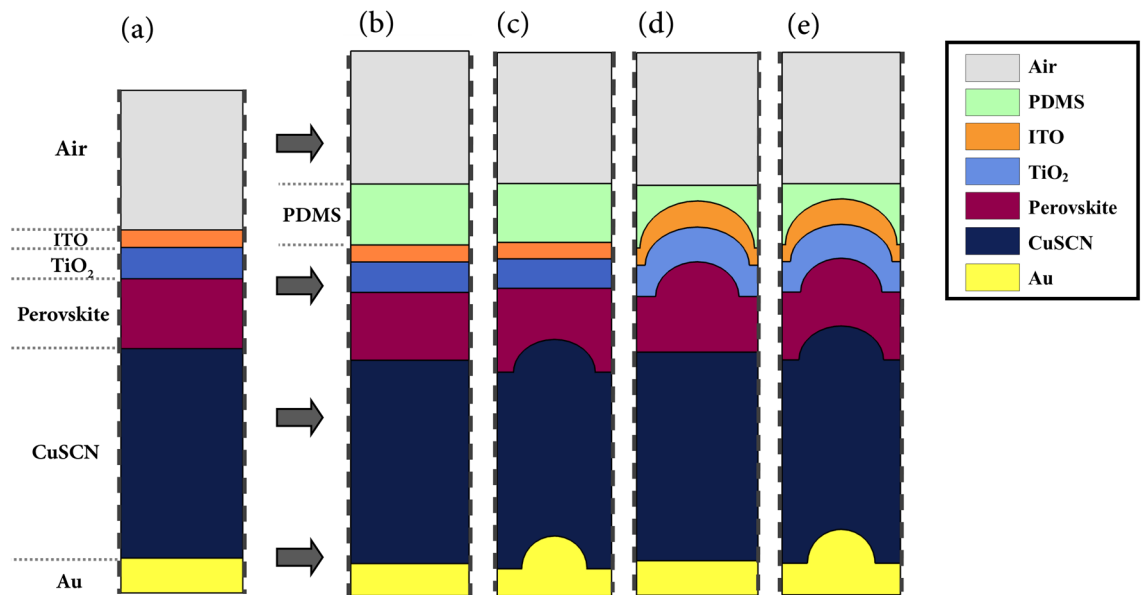 (a)
(b)
(c)
(d)
(e)
Air
ITO
TiO₂
Perovskite
CuSCN
Au
PDMS
Air
PDMS
ITO
TiO₂
Perovskite
CuSCN
Au